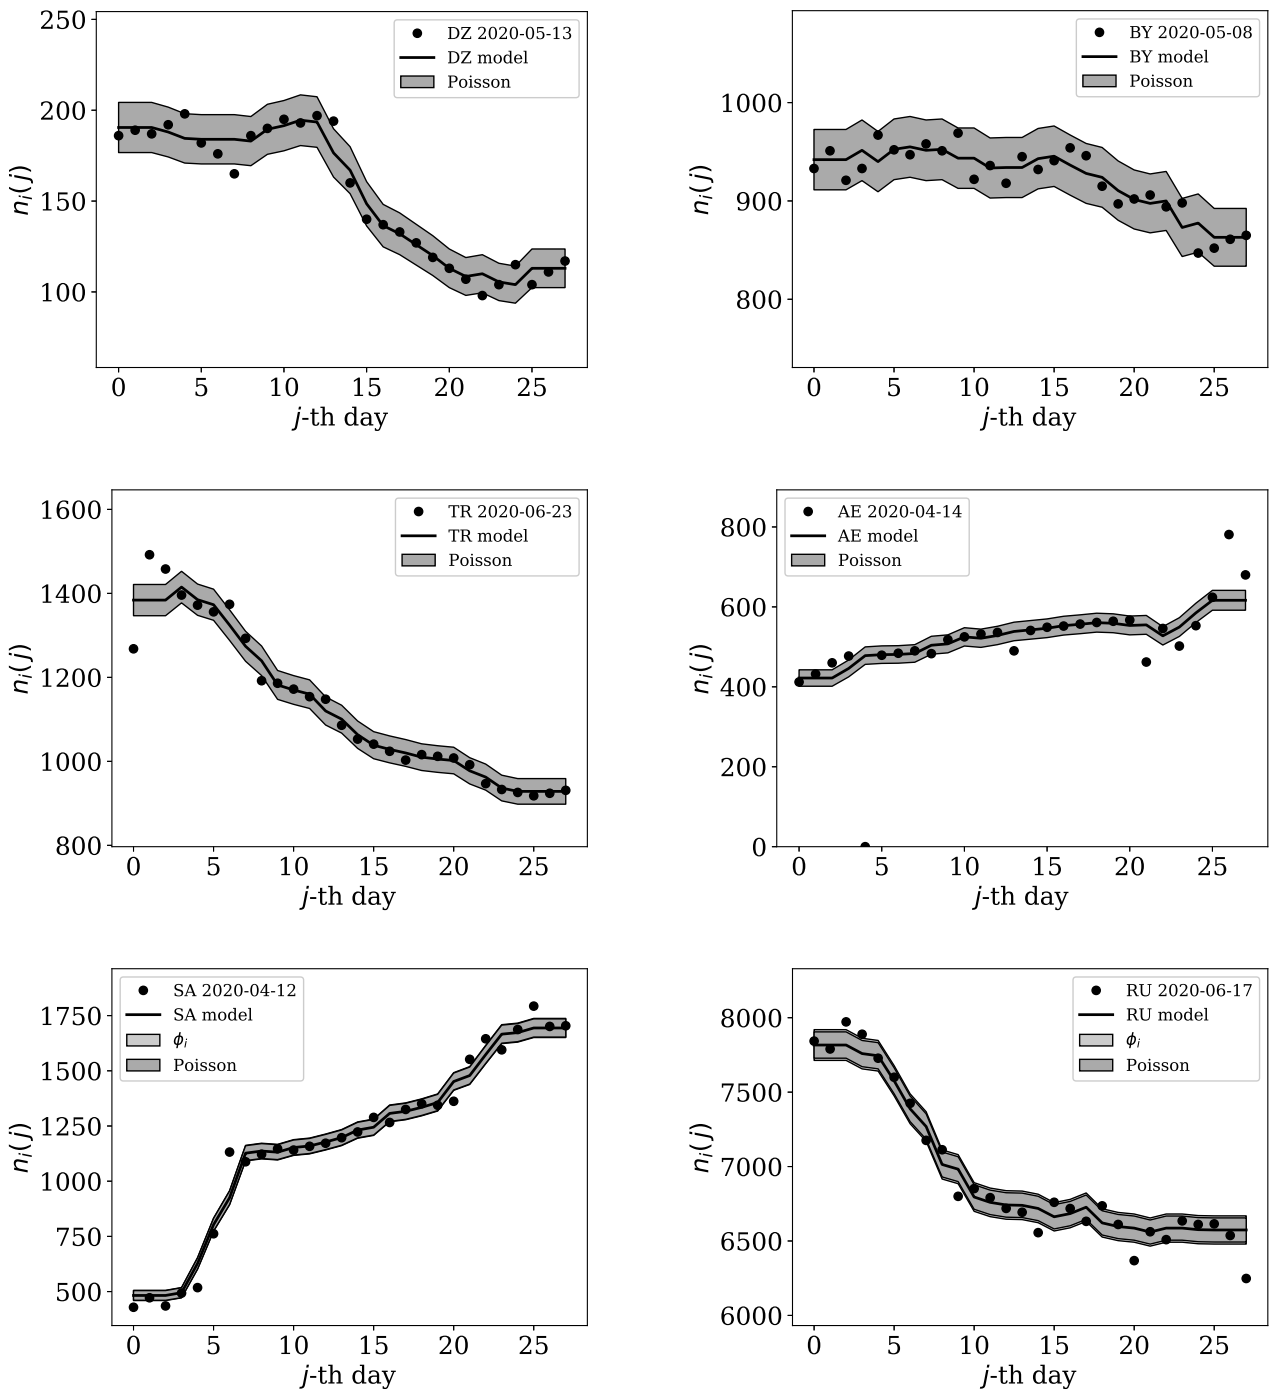 250
200
150
100
n_i(j)
DZ 2020-05-13
DZ model
Poisson
0 5 10 15 20 25
j-th day
1000
900
800
n_i(j)
BY 2020-05-08
BY model
Poisson
0 5 10 15 20 25
j-th day
1600
1400
1200
1000
800
n_i(j)
TR 2020-06-23
TR model
Poisson
0 5 10 15 20 25
j-th day
800
600
400
200
0
n_i(j)
AE 2020-04-14
AE model
Poisson
0 5 10 15 20 25
j-th day
1750
1500
1250
1000
750
500
n_i(j)
SA 2020-04-12
SA model
ϕ_i
Poisson
0 5 10 15 20 25
j-th day
8000
7500
7000
6500
6000
n_i(j)
RU 2020-06-17
RU model
ϕ_i
Poisson
0 5 10 15 20 25
j-th day